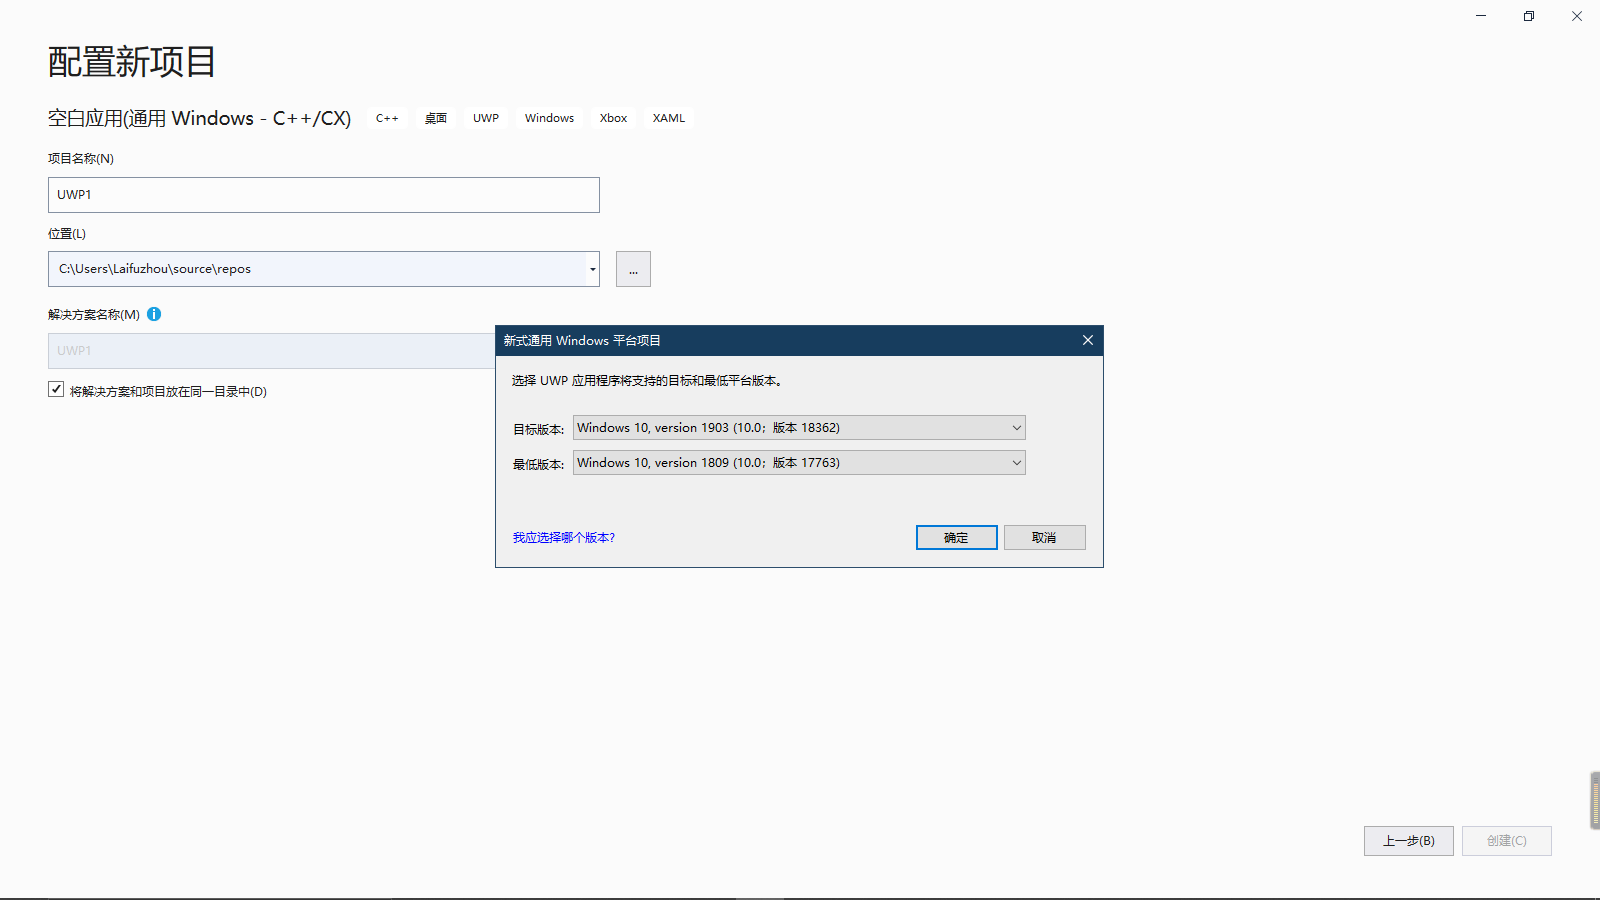 配置新项目
空白应用(通用 Windows - C++/CX) C++ 桌面 UWP Windows Xbox XAML
项目名称(N)
UWP1
位置(L)
C:\Users\Laifuzhou\source\repos
...
解决方案名称(M)
UWP1
将解决方案和项目放在同一目录中(D)
新式通用 Windows 平台项目
选择 UWP 应用程序将支持的目标和最低平台版本。
目标版本: Windows 10, version 1903 (10.0；版本 18362)
最低版本: Windows 10, version 1809 (10.0；版本 17763)
我应选择哪个版本?
确定 取消
上一步(B) 创建(C)